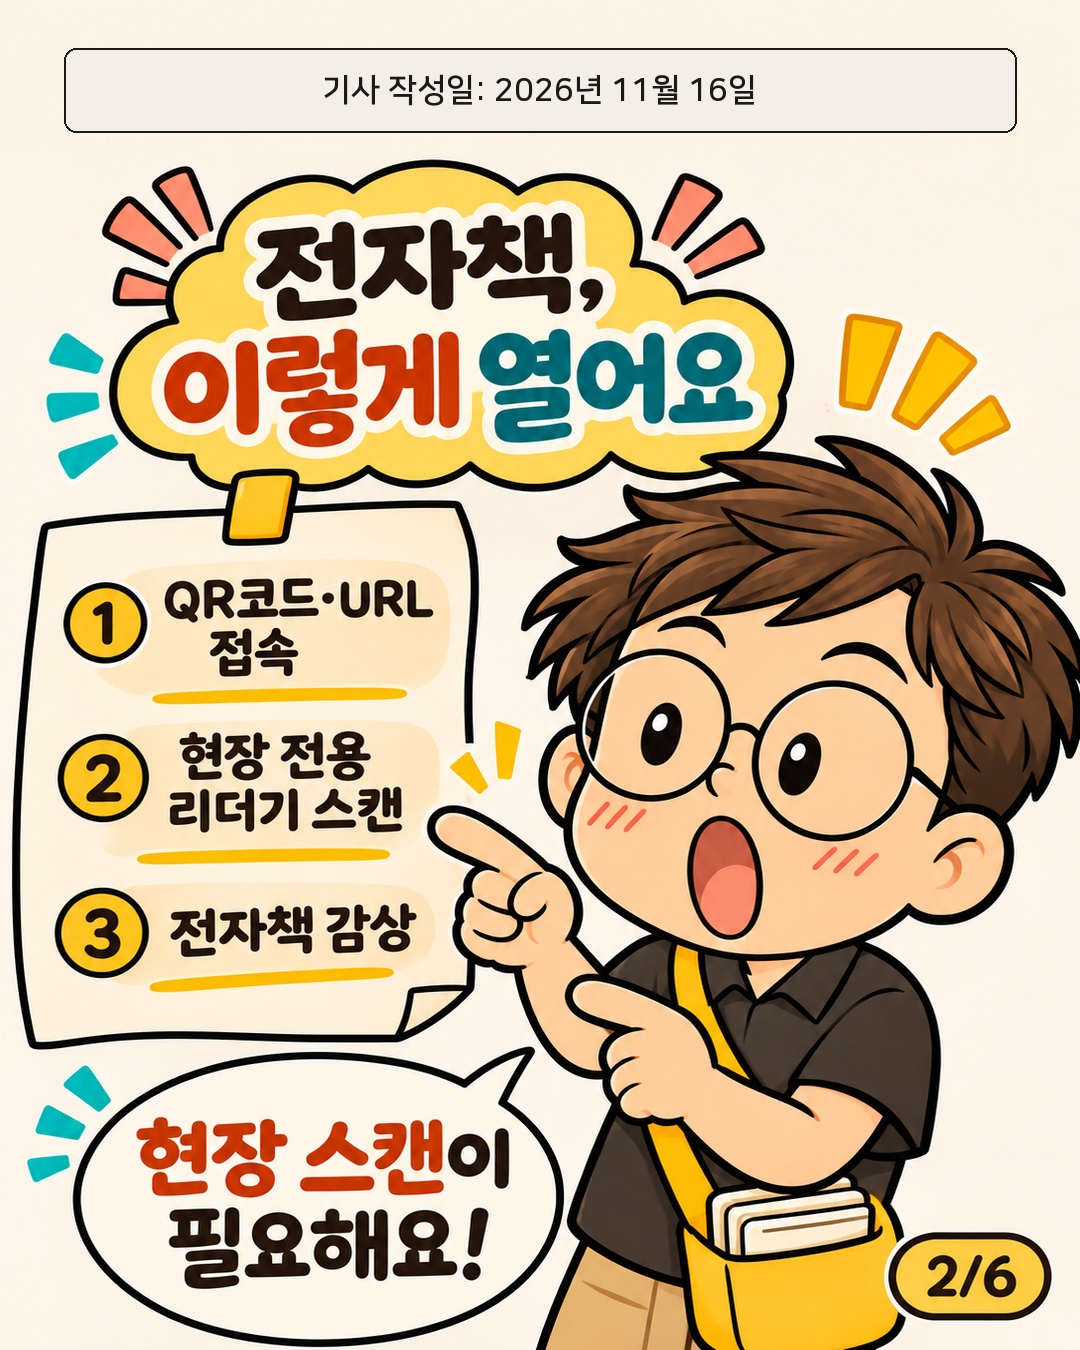 기사 작성일: 2026년 11월 16일
전자책,
이렇게 열어요
1 QR코드·URL
접속
2 현장 전용
리더기 스캔
3 전자책 감상
현장 스캔이
필요해요!
2/6